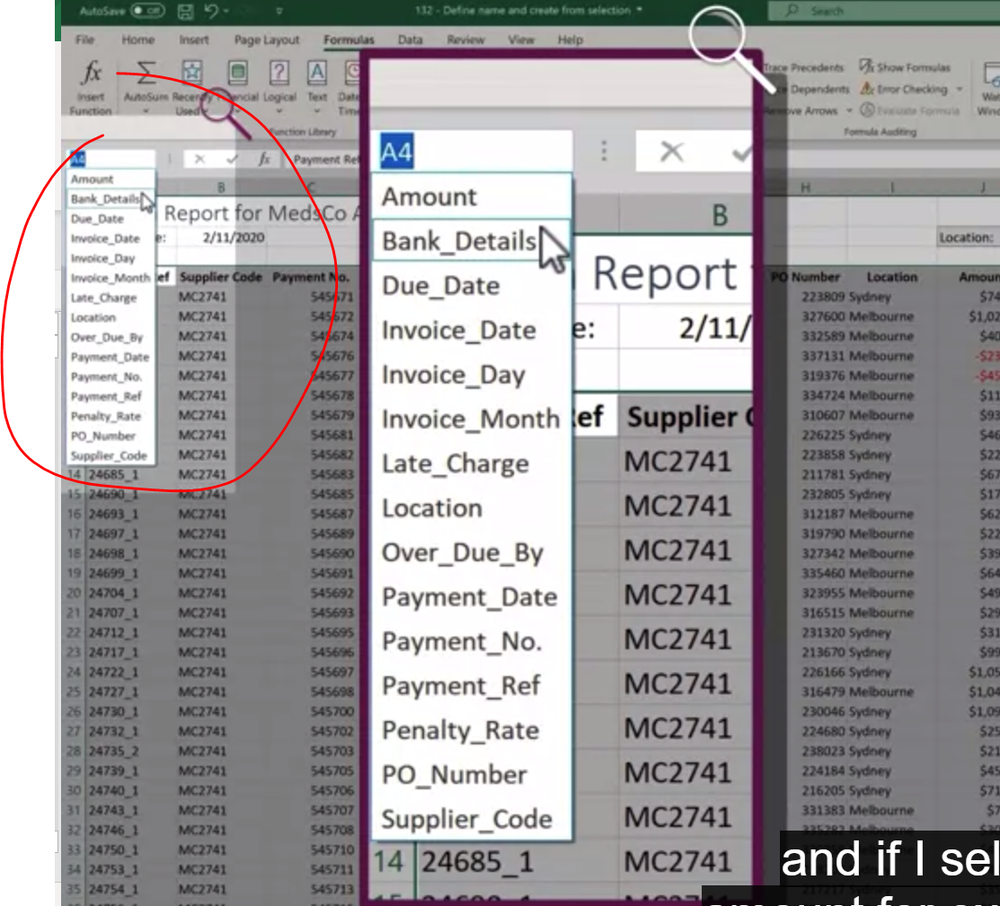 AutoSave Off 132 - Define name and create from selection Search
File Home Insert Page Layout Formulas Data Review View Help
fx Σ ? A
Insert Function AutoSum Recently Used Financial Logical Text Date Time
Function Library
Trace Precedents fx Show Formulas
Dependents Error Checking
Remove Arrows Evaluate Formula
Formula Auditing
A4 fx Payment Ref
Amount
Bank_Details
Due_Date
Invoice_Date
Invoice_Day
Invoice_Month
Late_Charge
Location
Over_Due_By
Payment_Date
Payment_No.
Payment_Ref
Penalty_Rate
PO_Number
Supplier_Code
B C
Report for MedsCo A
e: 2/11/2020
ef Supplier Code Payment No.
MC2741 545671
MC2741 545672
MC2741 545674
MC2741 545676
MC2741 545677
MC2741 545678
MC2741 545679
MC2741 545681
MC2741 545682
14 24685_1 MC2741 545683
15 24690_1 MC2741 545685
16 24693_1 MC2741 545687
17 24697_1 MC2741 545689
18 24698_1 MC2741 545690
19 24699_1 MC2741 545691
20 24704_1 MC2741 545692
21 24707_1 MC2741 545693
22 24712_1 MC2741 545695
23 24717_1 MC2741 545696
24 24722_1 MC2741 545697
25 24727_1 MC2741 545698
26 24730_1 MC2741 545700
27 24732_1 MC2741 545702
28 24735_2 MC2741 545703
29 24739_1 MC2741 545705
30 24740_1 MC2741 545706
31 24743_1 MC2741 545707
32 24746_1 MC2741 545708
33 24750_1 MC2741 545710
34 24753_1 MC2741 545711
35 24754_1 MC2741 545713
A4
Amount
Bank_Details
Due_Date
Invoice_Date
Invoice_Day
Invoice_Month
Late_Charge
Location
Over_Due_By
Payment_Date
Payment_No.
Payment_Ref
Penalty_Rate
PO_Number
Supplier_Code
B
Report
e: 2/11/
ef Supplier
MC2741
MC2741
MC2741
MC2741
MC2741
MC2741
MC2741
MC2741
MC2741
14 24685_1 MC2741
H I J
Location:
PO Number Location Amoun
223809 Sydney $74
327600 Melbourne $1,02
332589 Melbourne $40
337131 Melbourne -$23
319376 Melbourne -$45
334724 Melbourne $11
310607 Melbourne $93
226225 Sydney $46
223858 Sydney $22
211781 Sydney $67
232805 Sydney $17
312187 Melbourne $62
319790 Melbourne $22
327342 Melbourne $39
335460 Melbourne $64
323955 Melbourne $49
316515 Melbourne $29
231320 Sydney $31
213670 Sydney $99
226166 Sydney $1,05
316479 Melbourne $1,04
230046 Sydney $1,09
224680 Sydney $25
238023 Sydney $21
224184 Sydney $45
216205 Sydney $71
331383 Melbourne $7
335282 Melbourne
and if I sel